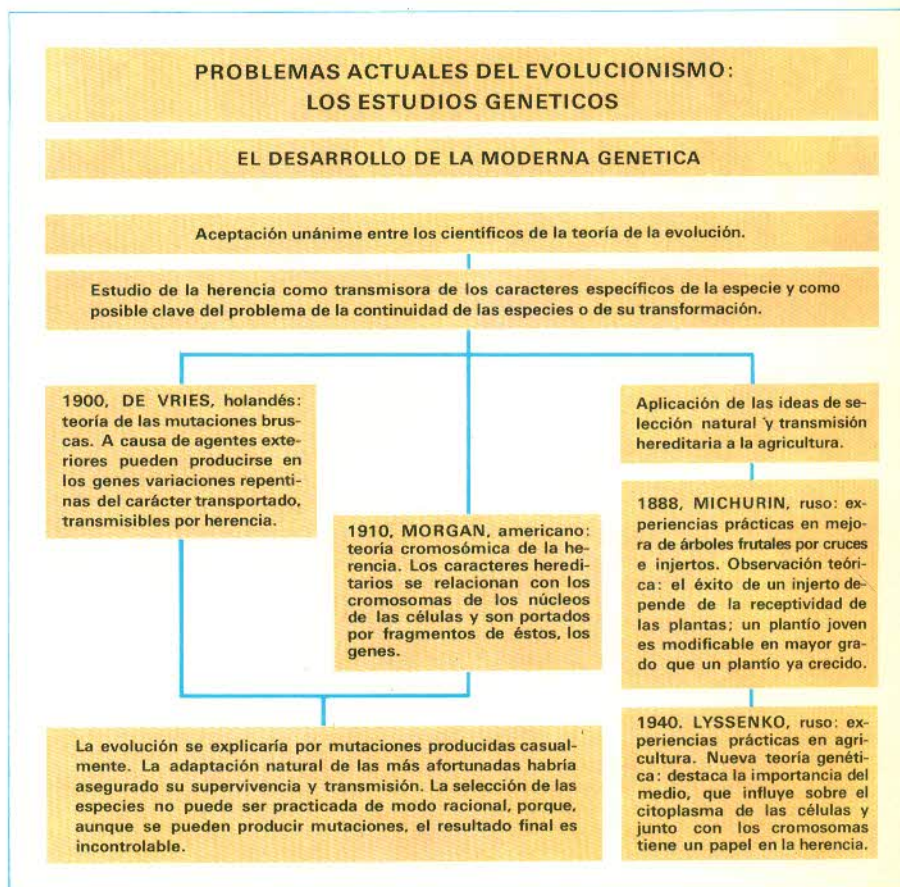 PROBLEMAS ACTUALES DEL EVOLUCIONISMO:
LOS ESTUDIOS GENETICOS
EL DESARROLLO DE LA MODERNA GENETICA
Aceptación unánime entre los científicos de la teoría de la evolución.
Estudio de la herencia como transmisora de los caracteres específicos de la especie y como
posible clave del problema de la continuidad de las especies o de su transformación.
1900, DE VRIES, holandés:
teoría de las mutaciones brus-
cas. A causa de agentes exte-
riores pueden producirse en
los genes variaciones repenti-
nas del carácter transportado,
transmisibles por herencia.
1910, MORGAN, americano:
teoría cromosómica de la he-
rencia. Los caracteres heredi-
tarios se relacionan con los
cromosomas de los núcleos
de las células y son portados
por fragmentos de éstos, los
genes.
La evolución se explicaría por mutaciones producidas casual-
mente. La adaptación natural de las más afortunadas habría
asegurado su supervivencia y transmisión. La selección de las
especies no puede ser practicada de modo racional, porque,
aunque se pueden producir mutaciones, el resultado final es
incontrolable.
Aplicación de las ideas de se-
lección natural y transmisión
hereditaria a la agricultura.
1888, MICHURIN, ruso: ex-
periencias prácticas en mejo-
ra de árboles frutales por cruces
e injertos. Observación teóri-
ca: el éxito de un injerto de-
pende de la receptividad de
las plantas; un plantío joven
es modificable en mayor gra-
do que un plantío ya crecido.
1940. LYSSENKO, ruso: ex-
periencias prácticas en agri-
cultura. Nueva teoría gené-
tica: destaca la importancia del
medio, que influye sobre el
citoplasma de las células y
junto con los cromosomas
tiene un papel en la herencia.